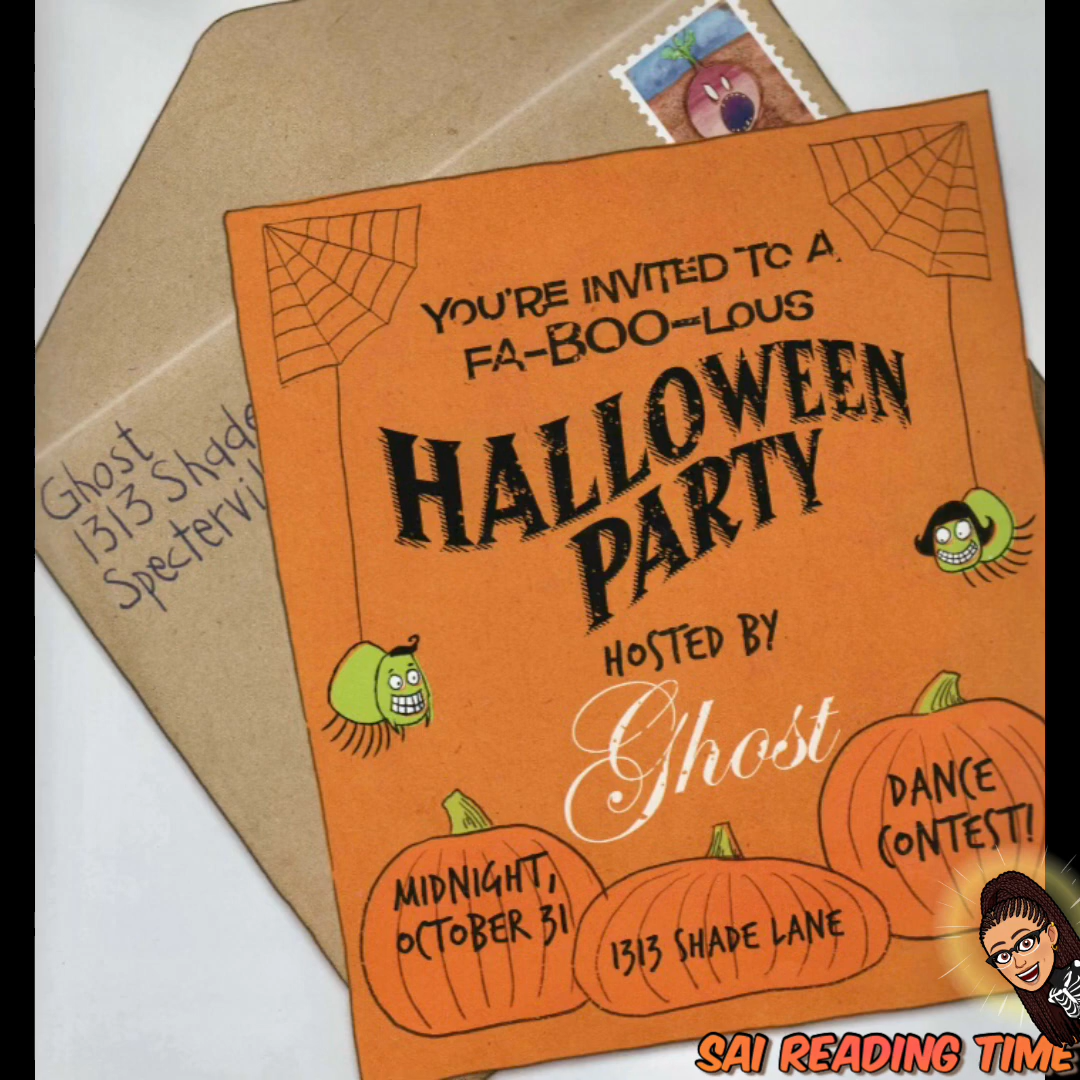 Ghost
1313 Shade
YOU'RE INVITED TO A
FA-BOO-LOUS
HALLOWEEN
PARTY
HOSTED BY
Ghost
DANCE
CONTEST!
MIDNIGHT,
OCTOBER 31
1313 SHADE LANE
SAI READING TIME